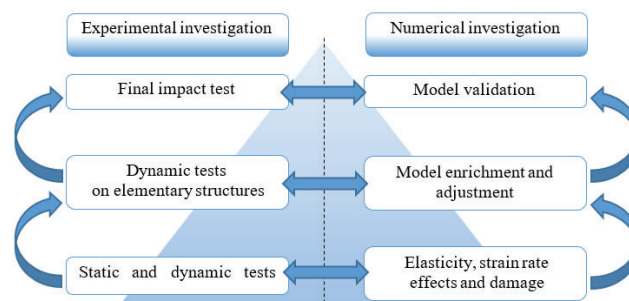 Experimental investigation
Numerical investigation
Final impact test
Model validation
Dynamic tests
on elementary structures
Model enrichment and
adjustment
Static and dynamic tests
Elasticity, strain rate
effects and damage